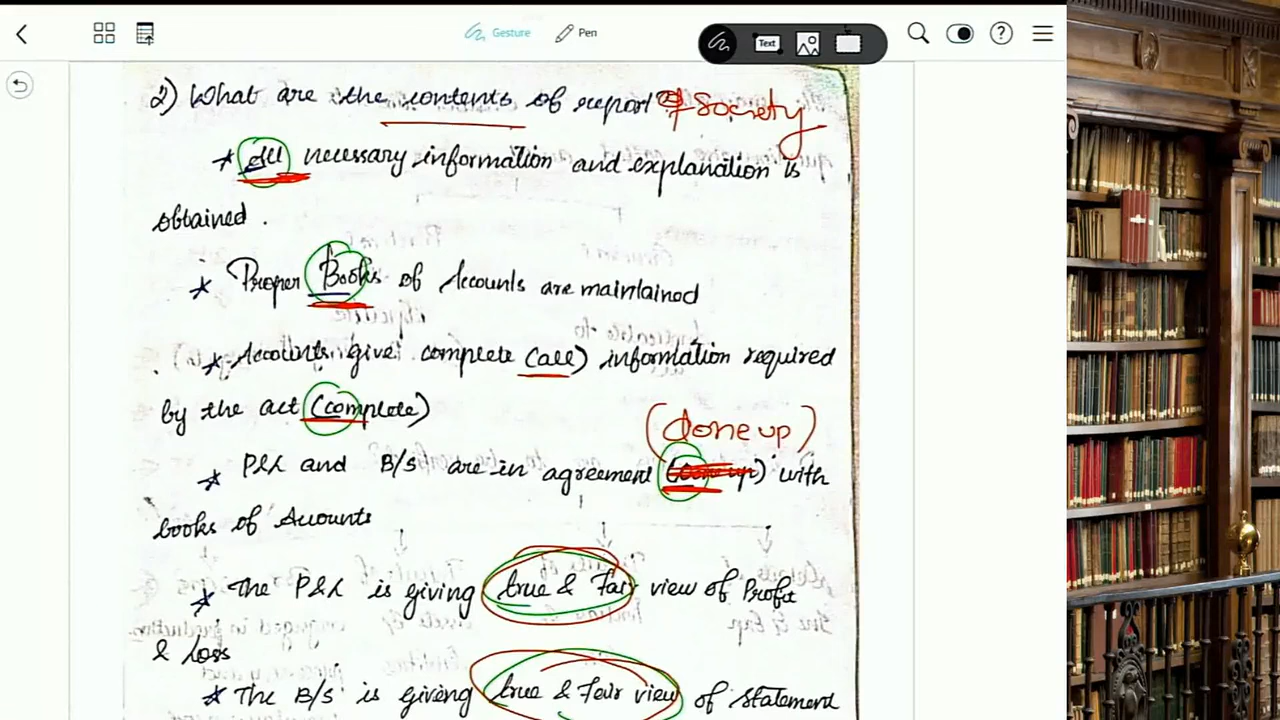 Gesture Pen Text
2) What are the contents of report of Society
* All necessary information and explanation is
obtained.
* Proper Books of Accounts are maintained
* Accounts give complete (all) information required
by the act (complete)
(done up)
* P&L and B/S are in agreement with
books of Accounts
* The P&L is giving true & Fair view of Profit
& Loss
* The B/S is giving true & Fair view of statement